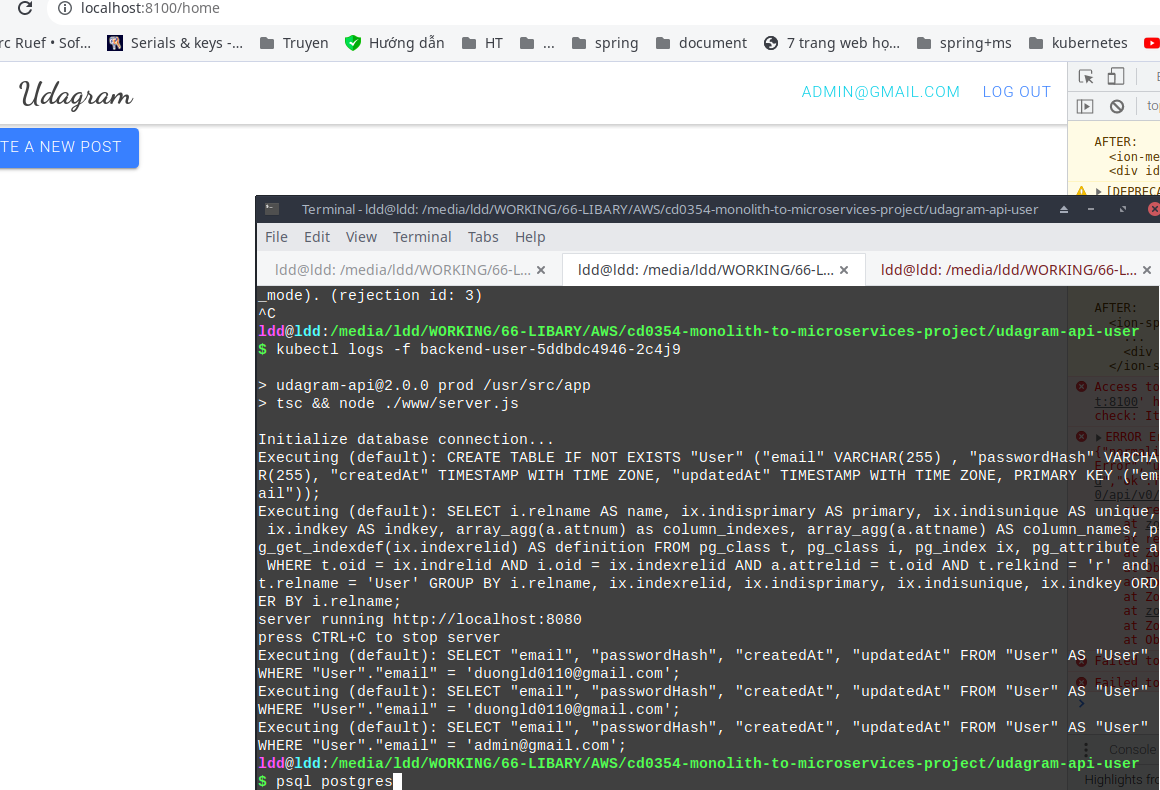 localhost:8100/home
rc Ruef • Sof... Serials & keys -... Truyen Hướng dẫn HT ... spring document 7 trang web họ... spring+ms kubernetes
Udagram ADMIN@GMAIL.COM LOG OUT
TE A NEW POST
AFTER:
<ion-me
<div id
[DEPRECA
Terminal - ldd@ldd: /media/ldd/WORKING/66-LIBARY/AWS/cd0354-monolith-to-microservices-project/udagram-api-user
File Edit View Terminal Tabs Help
ldd@ldd: /media/ldd/WORKING/66-L... ldd@ldd: /media/ldd/WORKING/66-L... ldd@ldd: /media/ldd/WORKING/66-L...
_mode). (rejection id: 3)
^C
ldd@ldd:/media/ldd/WORKING/66-LIBARY/AWS/cd0354-monolith-to-microservices-project/udagram-api-user
$ kubectl logs -f backend-user-5ddbdc4946-2c4j9
> udagram-api@2.0.0 prod /usr/src/app
> tsc && node ./www/server.js
Initialize database connection...
Executing (default): CREATE TABLE IF NOT EXISTS "User" ("email" VARCHAR(255) , "passwordHash" VARCHA
R(255), "createdAt" TIMESTAMP WITH TIME ZONE, "updatedAt" TIMESTAMP WITH TIME ZONE, PRIMARY KEY ("em
ail"));
Executing (default): SELECT i.relname AS name, ix.indisprimary AS primary, ix.indisunique AS unique,
ix.indkey AS indkey, array_agg(a.attnum) as column_indexes, array_agg(a.attname) AS column_names, p
g_get_indexdef(ix.indexrelid) AS definition FROM pg_class t, pg_class i, pg_index ix, pg_attribute a
WHERE t.oid = ix.indrelid AND i.oid = ix.indexrelid AND a.attrelid = t.oid AND t.relkind = 'r' and
t.relname = 'User' GROUP BY i.relname, ix.indexrelid, ix.indisprimary, ix.indisunique, ix.indkey ORD
ER BY i.relname;
server running http://localhost:8080
press CTRL+C to stop server
Executing (default): SELECT "email", "passwordHash", "createdAt", "updatedAt" FROM "User" AS "User"
WHERE "User"."email" = 'duongld0110@gmail.com';
Executing (default): SELECT "email", "passwordHash", "createdAt", "updatedAt" FROM "User" AS "User"
WHERE "User"."email" = 'duongld0110@gmail.com';
Executing (default): SELECT "email", "passwordHash", "createdAt", "updatedAt" FROM "User" AS "User"
WHERE "User"."email" = 'admin@gmail.com';
ldd@ldd:/media/ldd/WORKING/66-LIBARY/AWS/cd0354-monolith-to-microservices-project/udagram-api-user
$ psql postgres
AFTER:
<ion-sp
...
<div
</ion-s
Access to
t:8100' h
check: It
ERROR E
Failed to
Failed to
Console
Highlights fr